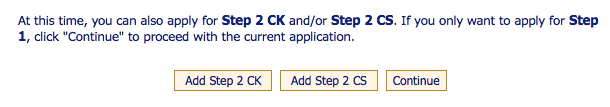 At this time, you can also apply for Step 2 CK and/or Step 2 CS. If you only want to apply for Step
1, click "Continue" to proceed with the current application.
Add Step 2 CK Add Step 2 CS Continue